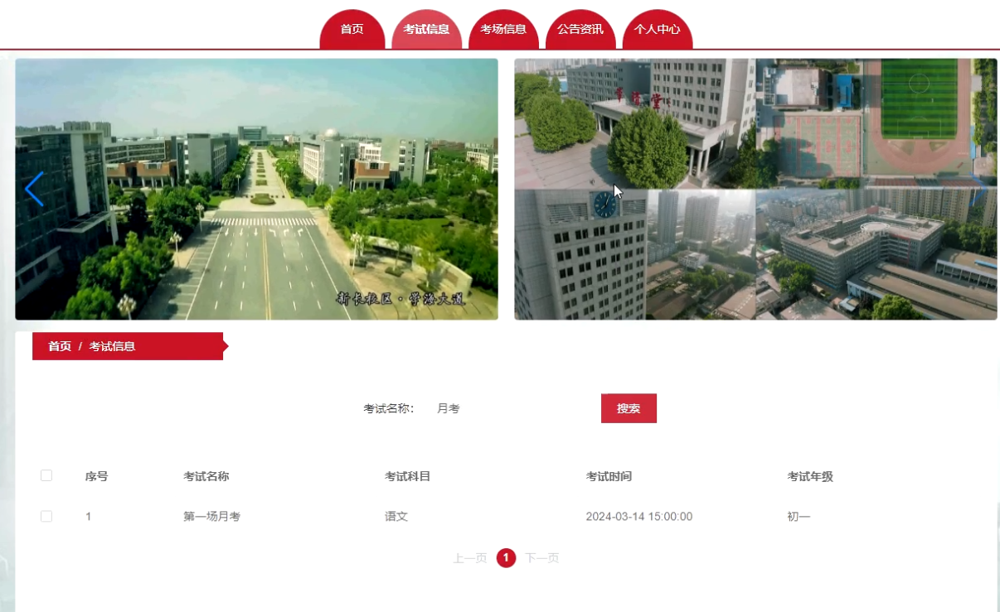 首页 考试信息 考场信息 公告资讯 个人中心
学海堂
新长校区·学海大道
首页 / 考试信息
考试名称： 月考 搜索
序号 考试名称 考试科目 考试时间 考试年级
1 第一场月考 语文 2024-03-14 15:00:00 初一
上一页 1 下一页